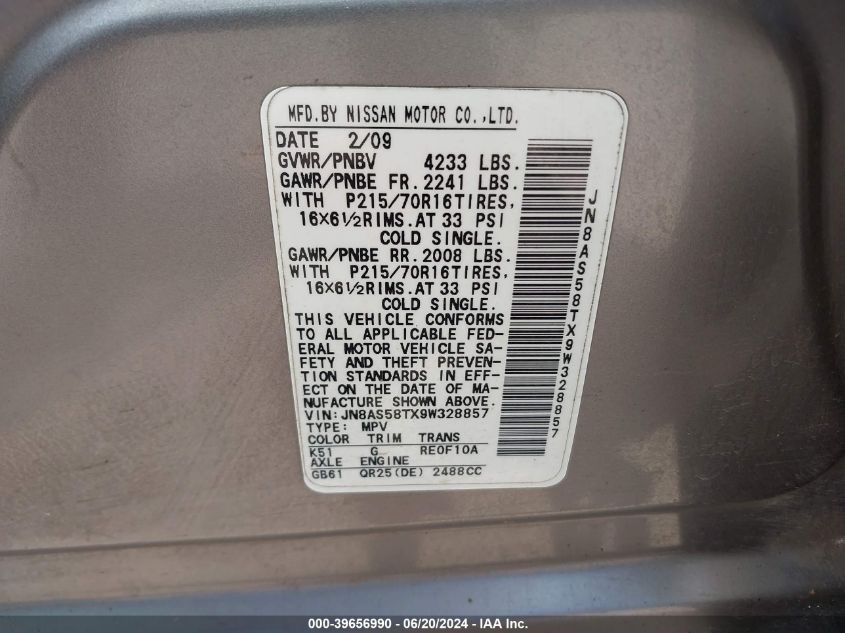 MFD.BY NISSAN MOTOR CO.,LTD.
DATE 2/09
GVWR/PNBV 4233 LBS.
GAWR/PNBE FR.2241 LBS.
WITH P215/70R16TIRES,
16X6½RIMS.AT 33 PSI
COLD SINGLE.
GAWR/PNBE RR.2008 LBS.
WITH P215/70R16TIRES,
16X6½RIMS.AT 33 PSI
COLD SINGLE.
THIS VEHICLE CONFORMS
TO ALL APPLICABLE FED-
ERAL MOTOR VEHICLE SA-
FETY AND THEFT PREVEN-
TION STANDARDS IN EFF-
ECT ON THE DATE OF MA-
NUFACTURE SHOWN ABOVE.
VIN:JN8AS58TX9W328857
TYPE: MPV
COLOR TRIM TRANS
K51 G RE0F10A
AXLE ENGINE
GB61 QR25(DE) 2488CC
JN8AS58TX9W328857
000-39656990 - 06/20/2024 - IAA Inc.